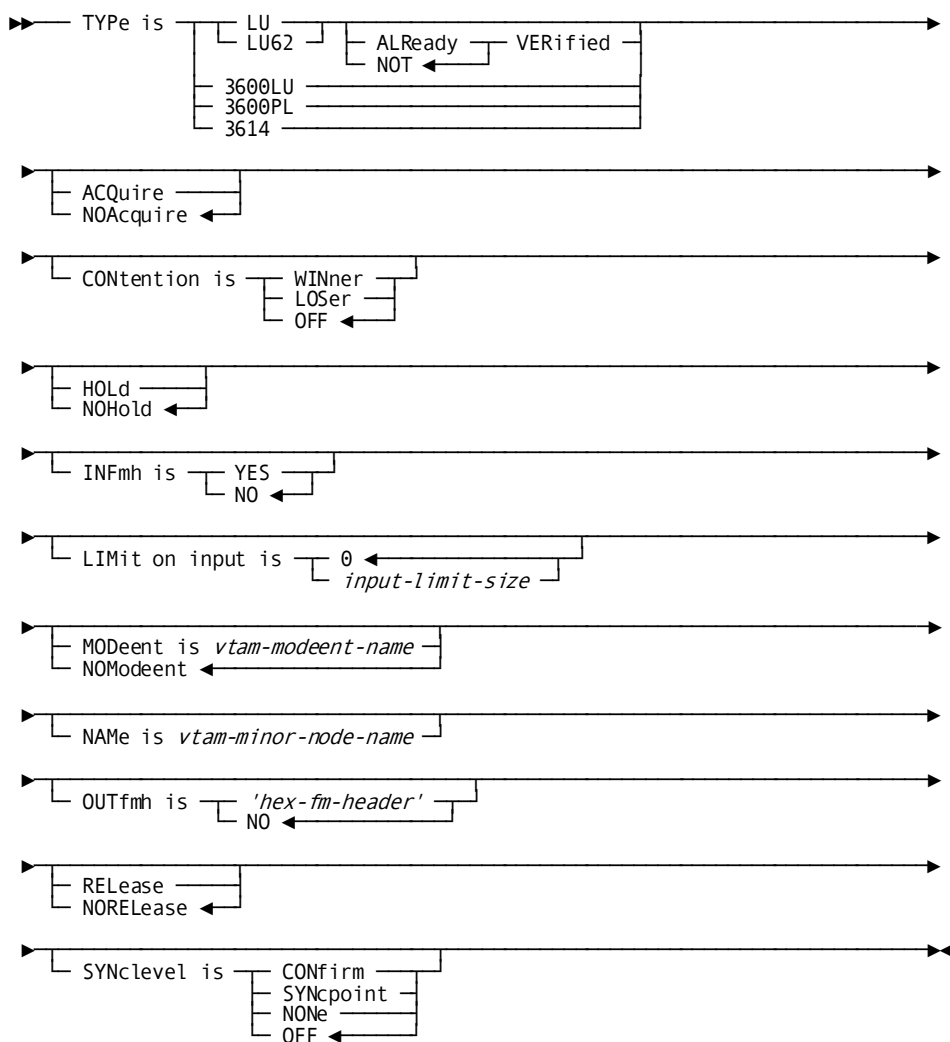 TYPe is LU
LU62 ALReady VERified
NOT
3600LU
3600PL
3614
ACQuire
NOAcquire
CONtention is WINner
LOSer
OFF
HOLd
NOHold
INFmh is YES
NO
LIMit on input is 0
input-limit-size
MODeent is vtam-modeent-name
NOModeent
NAMe is vtam-minor-node-name
OUTfmh is 'hex-fm-header'
NO
RELease
NORELease
SYNclevel is CONfirm
SYNcpoint
NONe
OFF